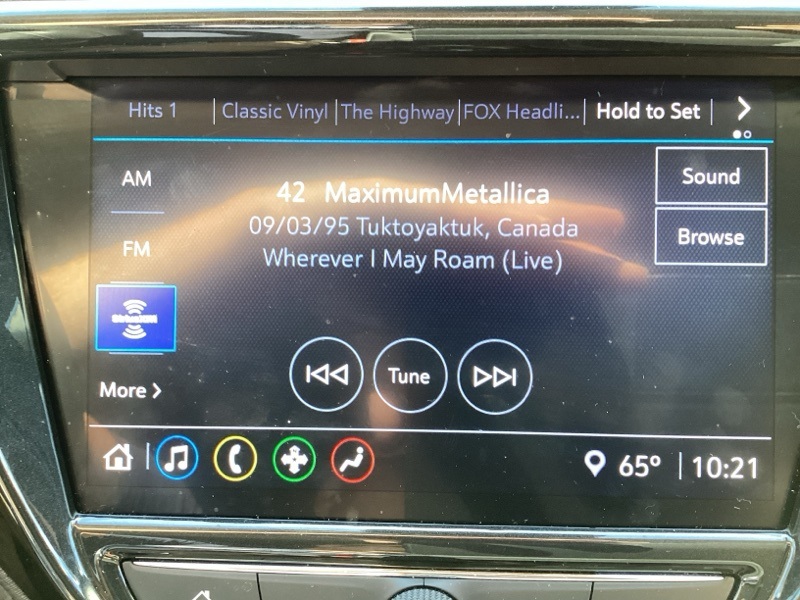 Hits 1 | Classic Vinyl | The Highway | FOX Headli... | Hold to Set |
AM
42 MaximumMetallica
Sound
09/03/95 Tuktoyaktuk, Canada
FM
Browse
Wherever I May Roam (Live)
SiriusXM
Tune
More
65° | 10:21